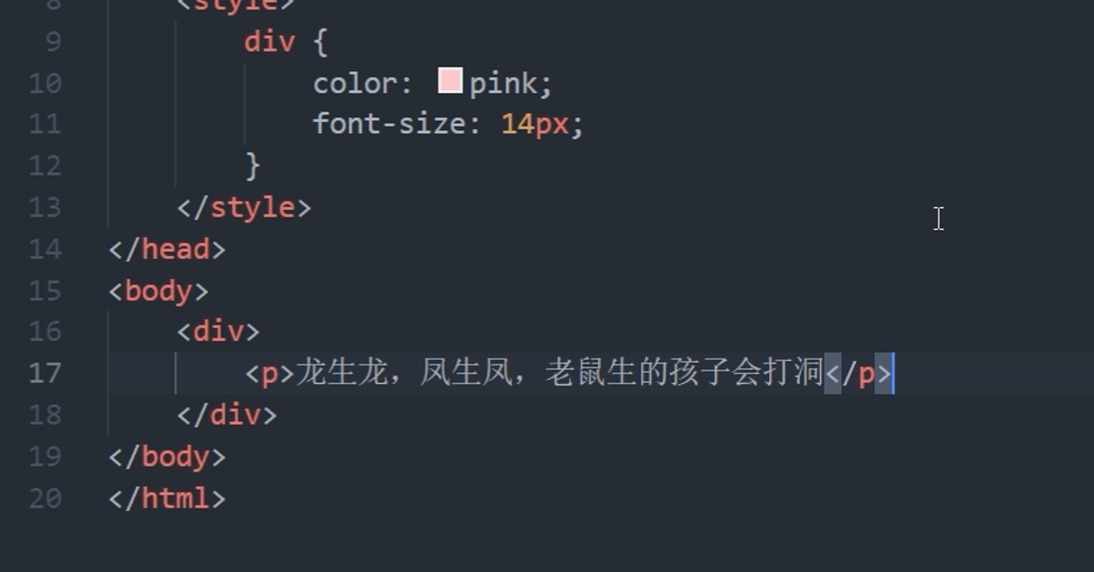 8 <style>
9 div {
10 color: pink;
11 font-size: 14px;
12 }
13 </style>
14 </head>
15 <body>
16 <div>
17 <p>龙生龙，凤生凤，老鼠生的孩子会打洞</p>
18 </div>
19 </body>
20 </html>